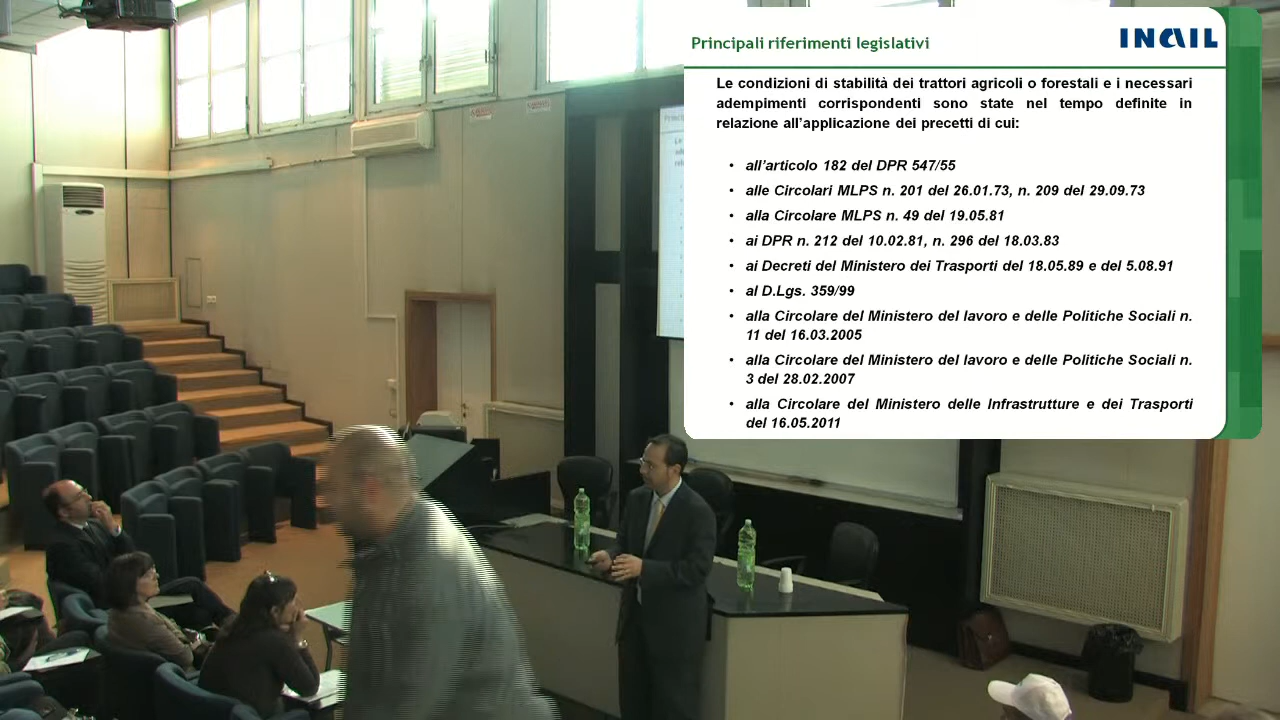 Principali riferimenti legislativi
INAIL
Le condizioni di stabilità dei trattori agricoli o forestali e i necessari
adempimenti corrispondenti sono state nel tempo definite in
relazione all'applicazione dei precetti di cui:
• all'articolo 182 del DPR 547/55
• alle Circolari MLPS n. 201 del 26.01.73, n. 209 del 29.09.73
• alla Circolare MLPS n. 49 del 19.05.81
• ai DPR n. 212 del 10.02.81, n. 296 del 18.03.83
• ai Decreti del Ministero dei Trasporti del 18.05.89 e del 5.08.91
• al D.Lgs. 359/99
• alla Circolare del Ministero del lavoro e delle Politiche Sociali n.
11 del 16.03.2005
• alla Circolare del Ministero del lavoro e delle Politiche Sociali n.
3 del 28.02.2007
• alla Circolare del Ministero delle Infrastrutture e dei Trasporti
del 16.05.2011